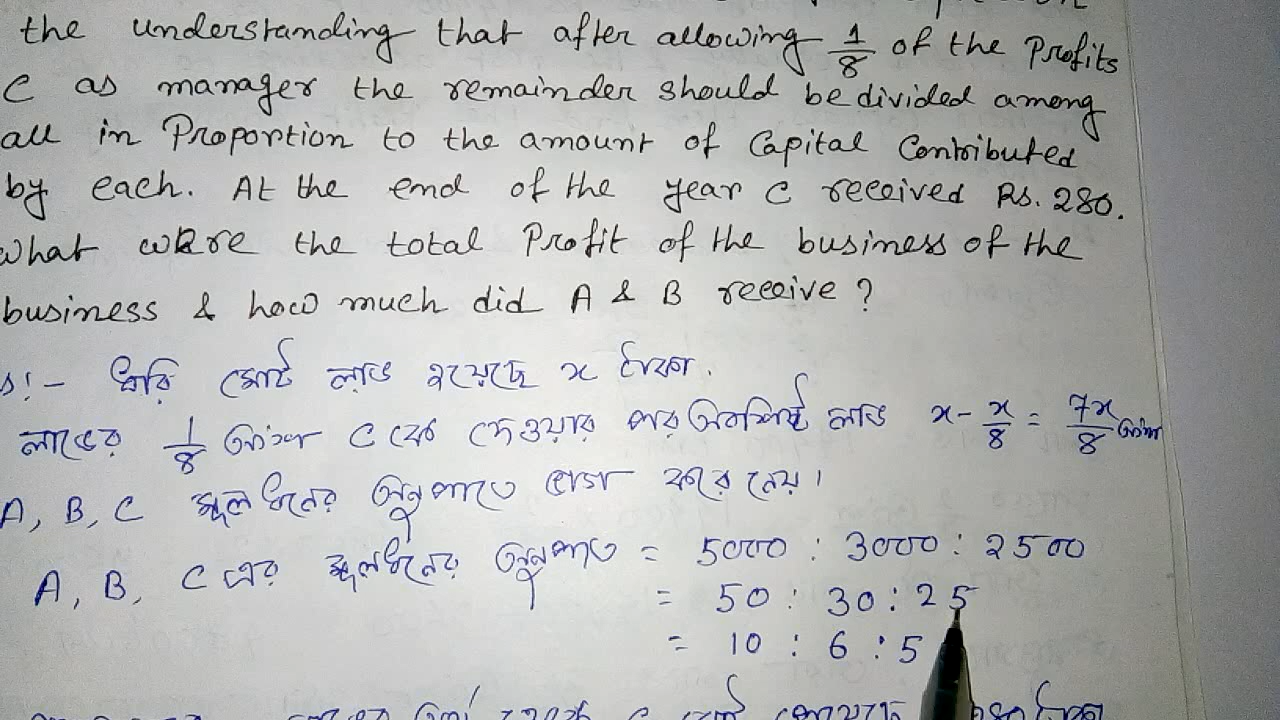 the understanding that after allowing 1/8 of the Profits
C as manager the remainder should be divided among
all in Proportion to the amount of Capital Contributed
by each. At the end of the year C received Rs. 280.
What were the total Profit of the business of the
business & how much did A & B receive?
ধরি মোট লাভ হয়েছে x টাকা.
লাভের 1/8 অংশ C কে দেওয়ার পর অবশিষ্ট লাভ x - x/8 = 7x/8 অংশ
A, B, C মূলধনের অনুপাতে ভাগ করে নেয়।
A, B, C এর মূলধনের অনুপাত = 5000 : 3000 : 2500
= 50 : 30 : 25
= 10 : 6 : 5